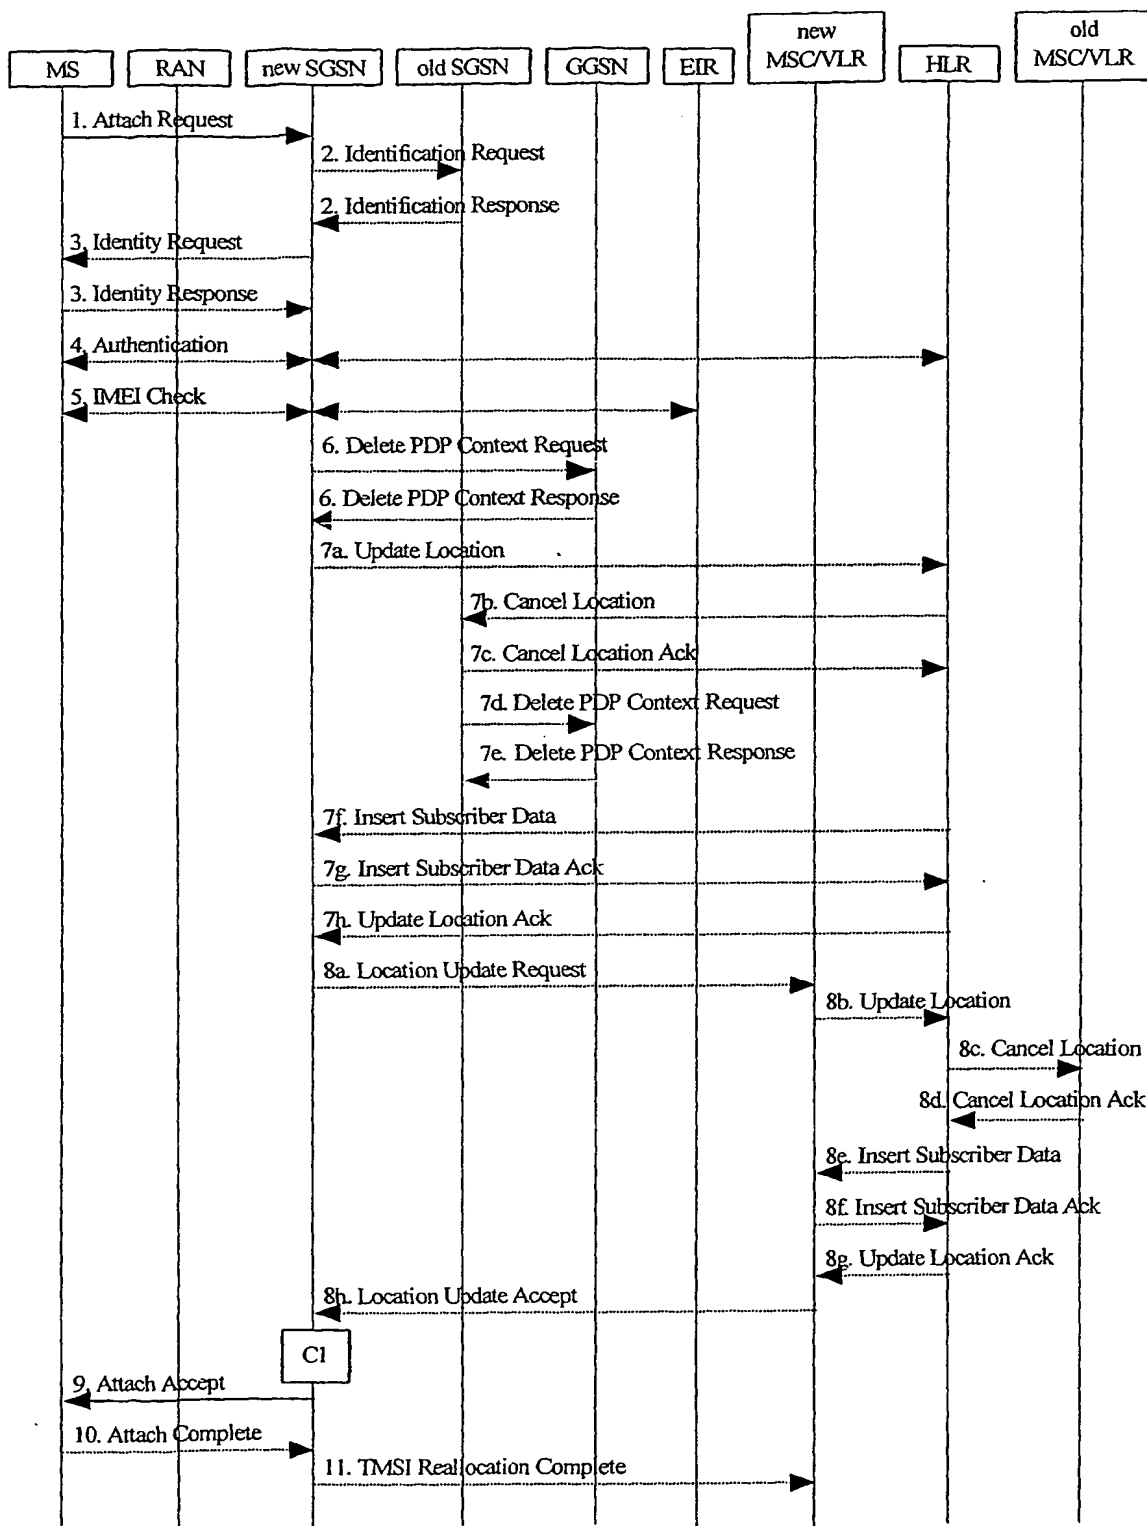 new
old
MS
RAN
new SGSN
old SGSN
GGSN
EIR
MSC/VLR
HLR
MSC/VLR
1. Attach Request
2. Identification Request
2. Identification Response
3. Identity Request
3. Identity Response
4. Authentication
5. IMEI Check
6. Delete PDP Context Request
6. Delete PDP Context Response
7a. Update Location
7b. Cancel Location
7c. Cancel Location Ack
7d. Delete PDP Context Request
7e. Delete PDP Context Response
7f. Insert Subscriber Data
7g. Insert Subscriber Data Ack
7h. Update Location Ack
8a. Location Update Request
8b. Update Location
8c. Cancel Location
8d. Cancel Location Ack
8e. Insert Subscriber Data
8f. Insert Subscriber Data Ack
8g. Update Location Ack
8h. Location Update Accept
C1
9. Attach Accept
10. Attach Complete
11. TMSI Reallocation Complete